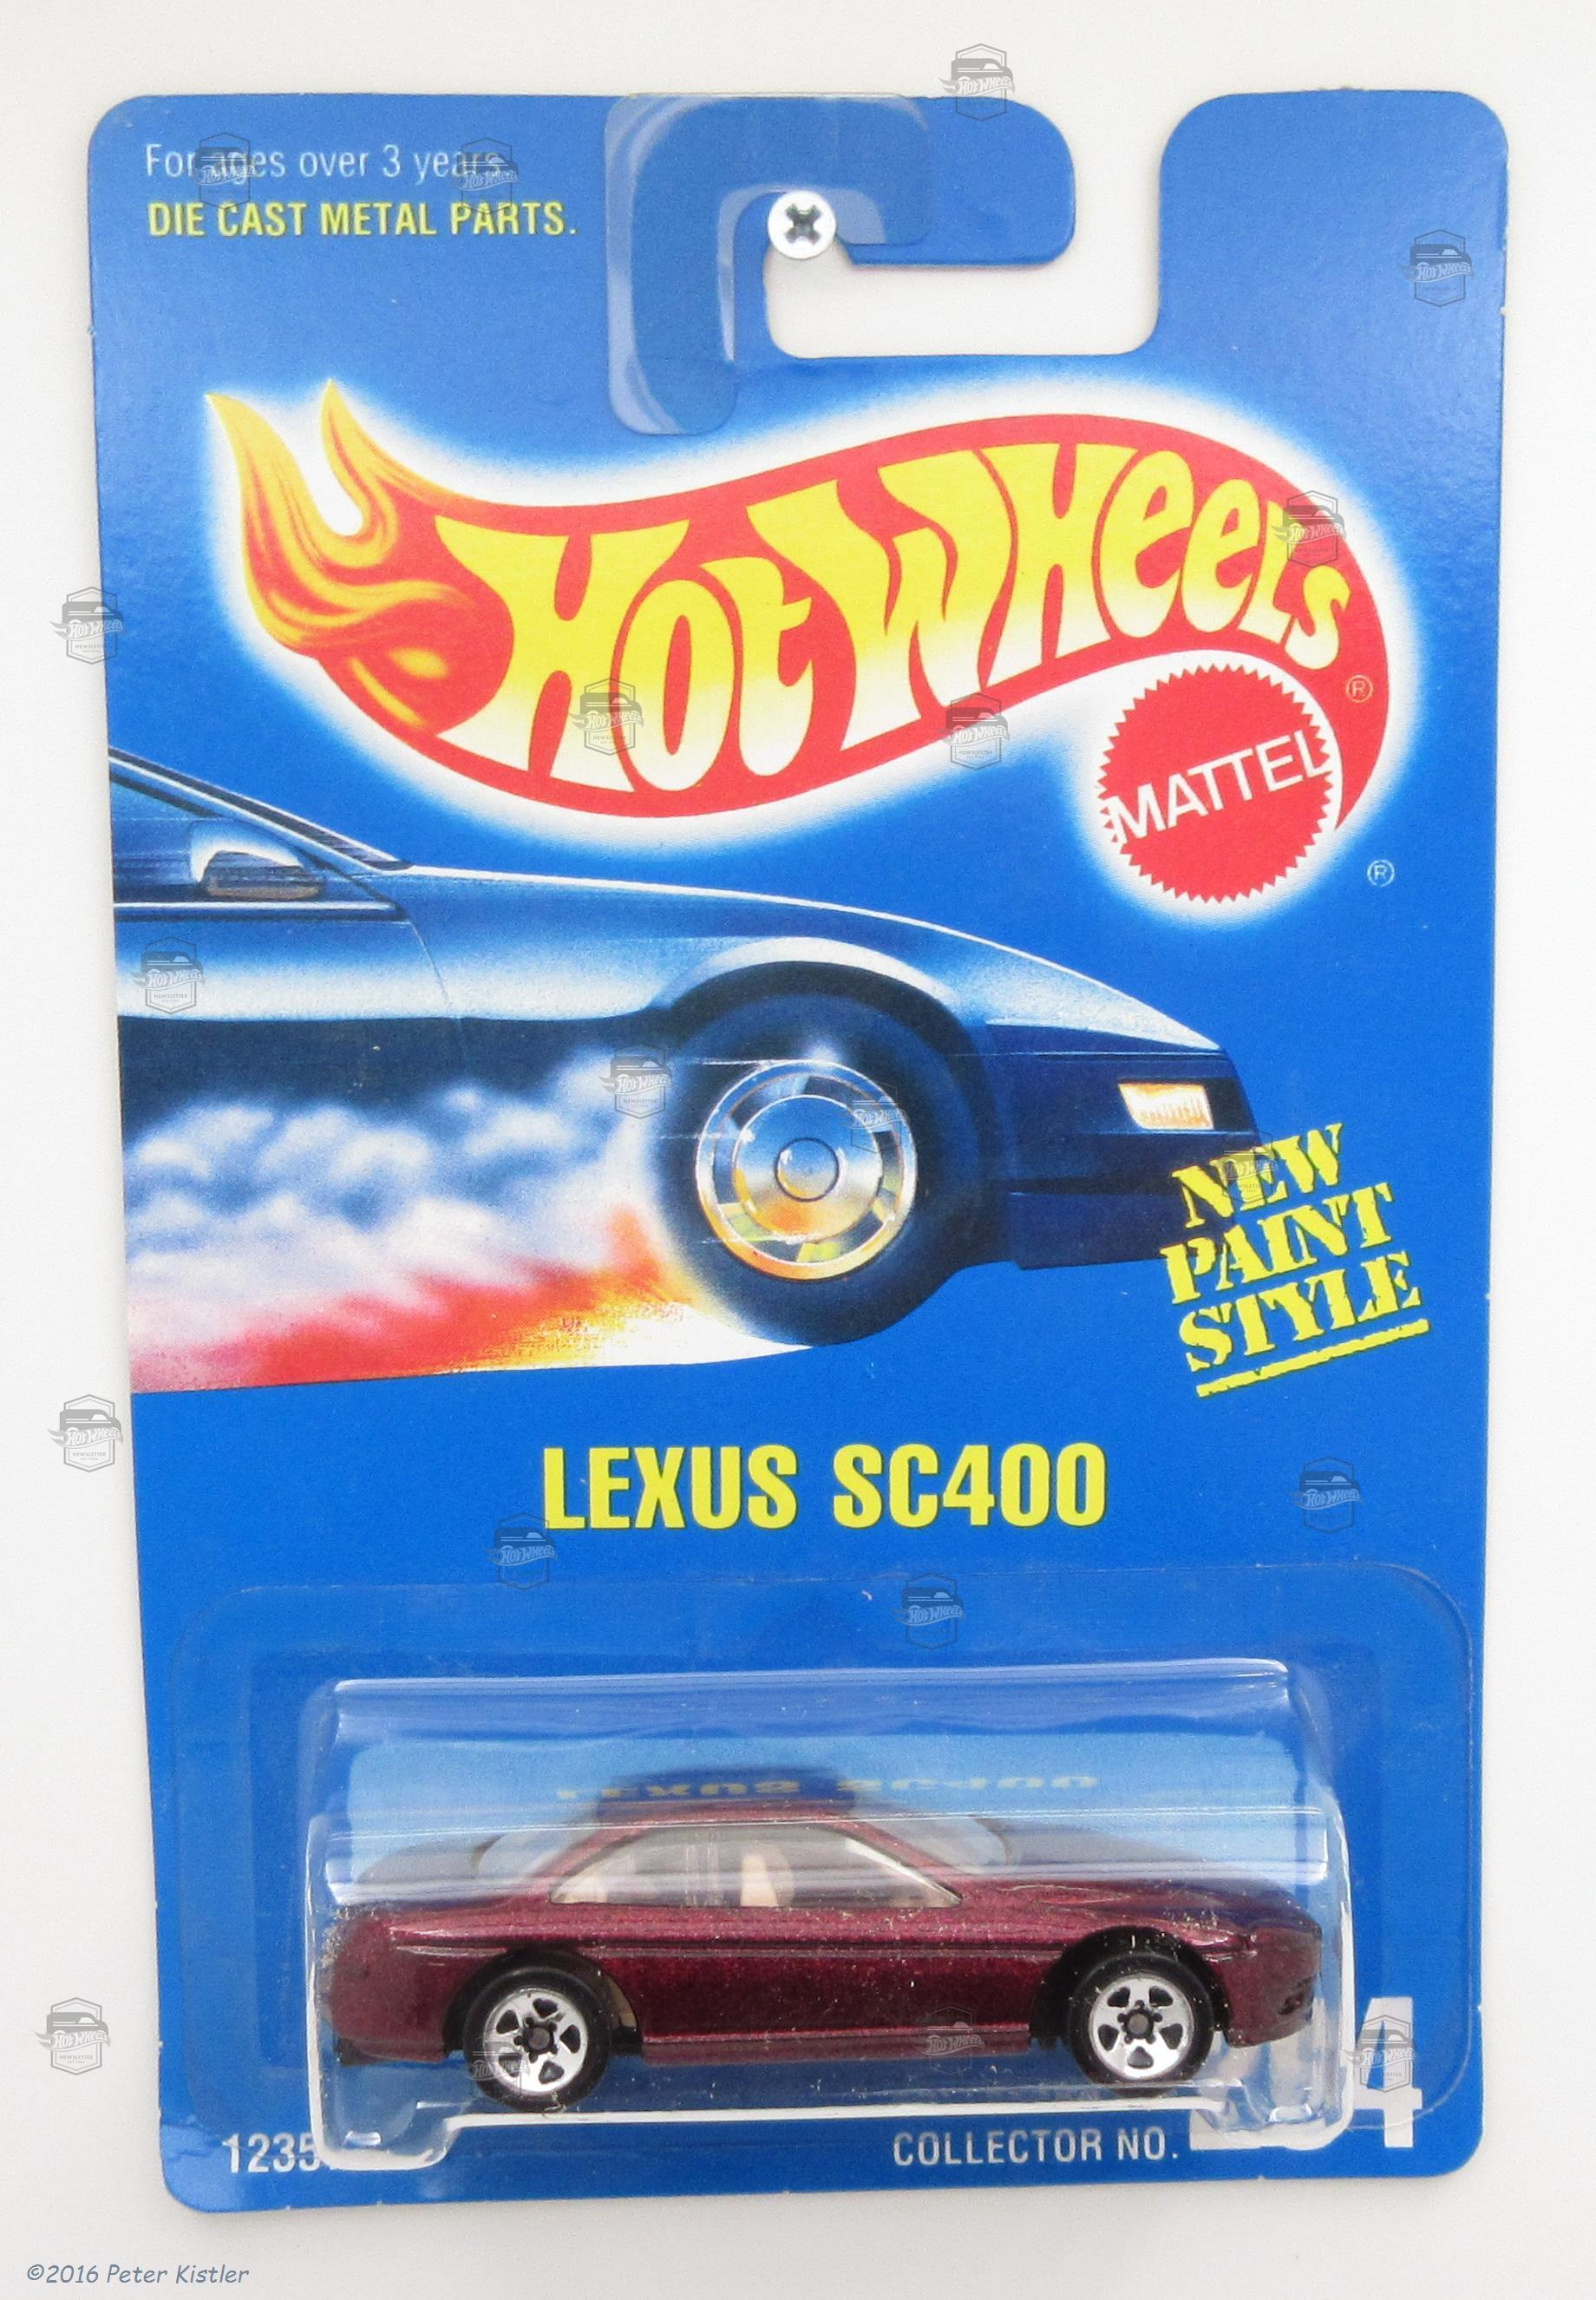 For ages over 3 years.
DIE CAST METAL PARTS.
Hot Wheels
®
MATTEL
®
NEW
PAINT
STYLE
LEXUS SC400
COLLECTOR NO.
©2016 Peter Kistler